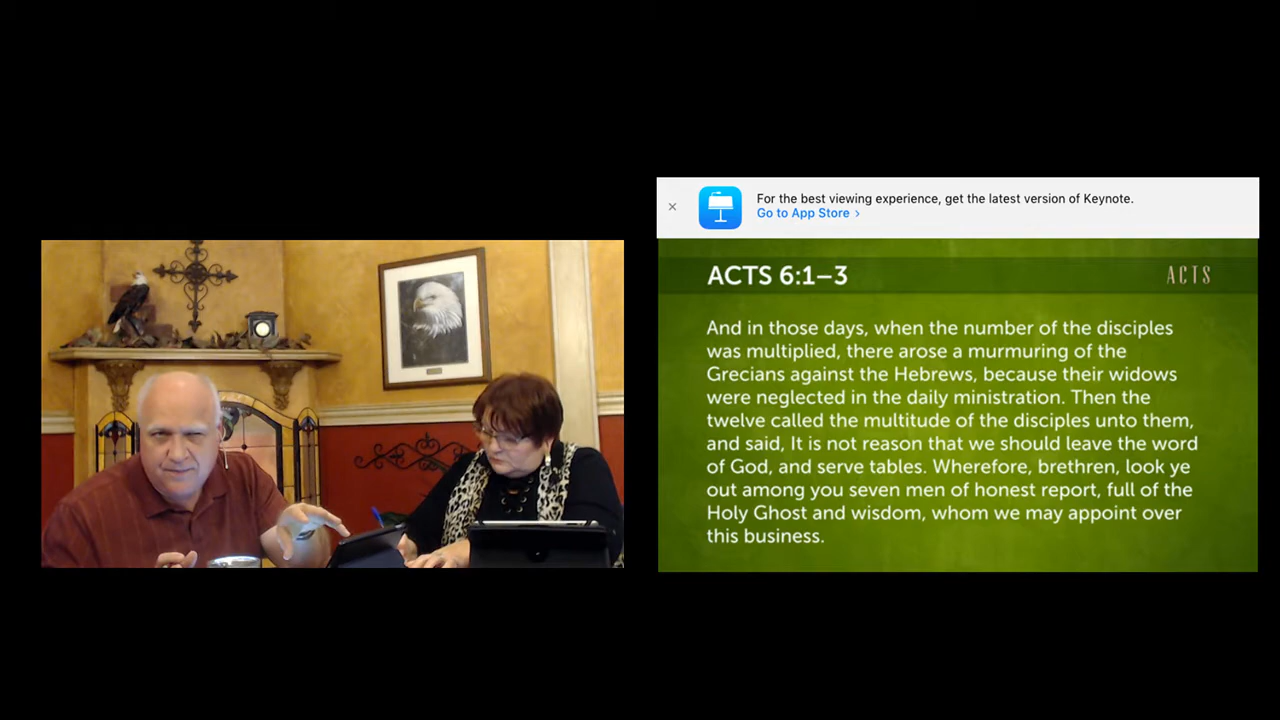 For the best viewing experience, get the latest version of Keynote.
Go to App Store >
ACTS 6:1–3
ACTS
And in those days, when the number of the disciples
was multiplied, there arose a murmuring of the
Grecians against the Hebrews, because their widows
were neglected in the daily ministration. Then the
twelve called the multitude of the disciples unto them,
and said, It is not reason that we should leave the word
of God, and serve tables. Wherefore, brethren, look ye
out among you seven men of honest report, full of the
Holy Ghost and wisdom, whom we may appoint over
this business.